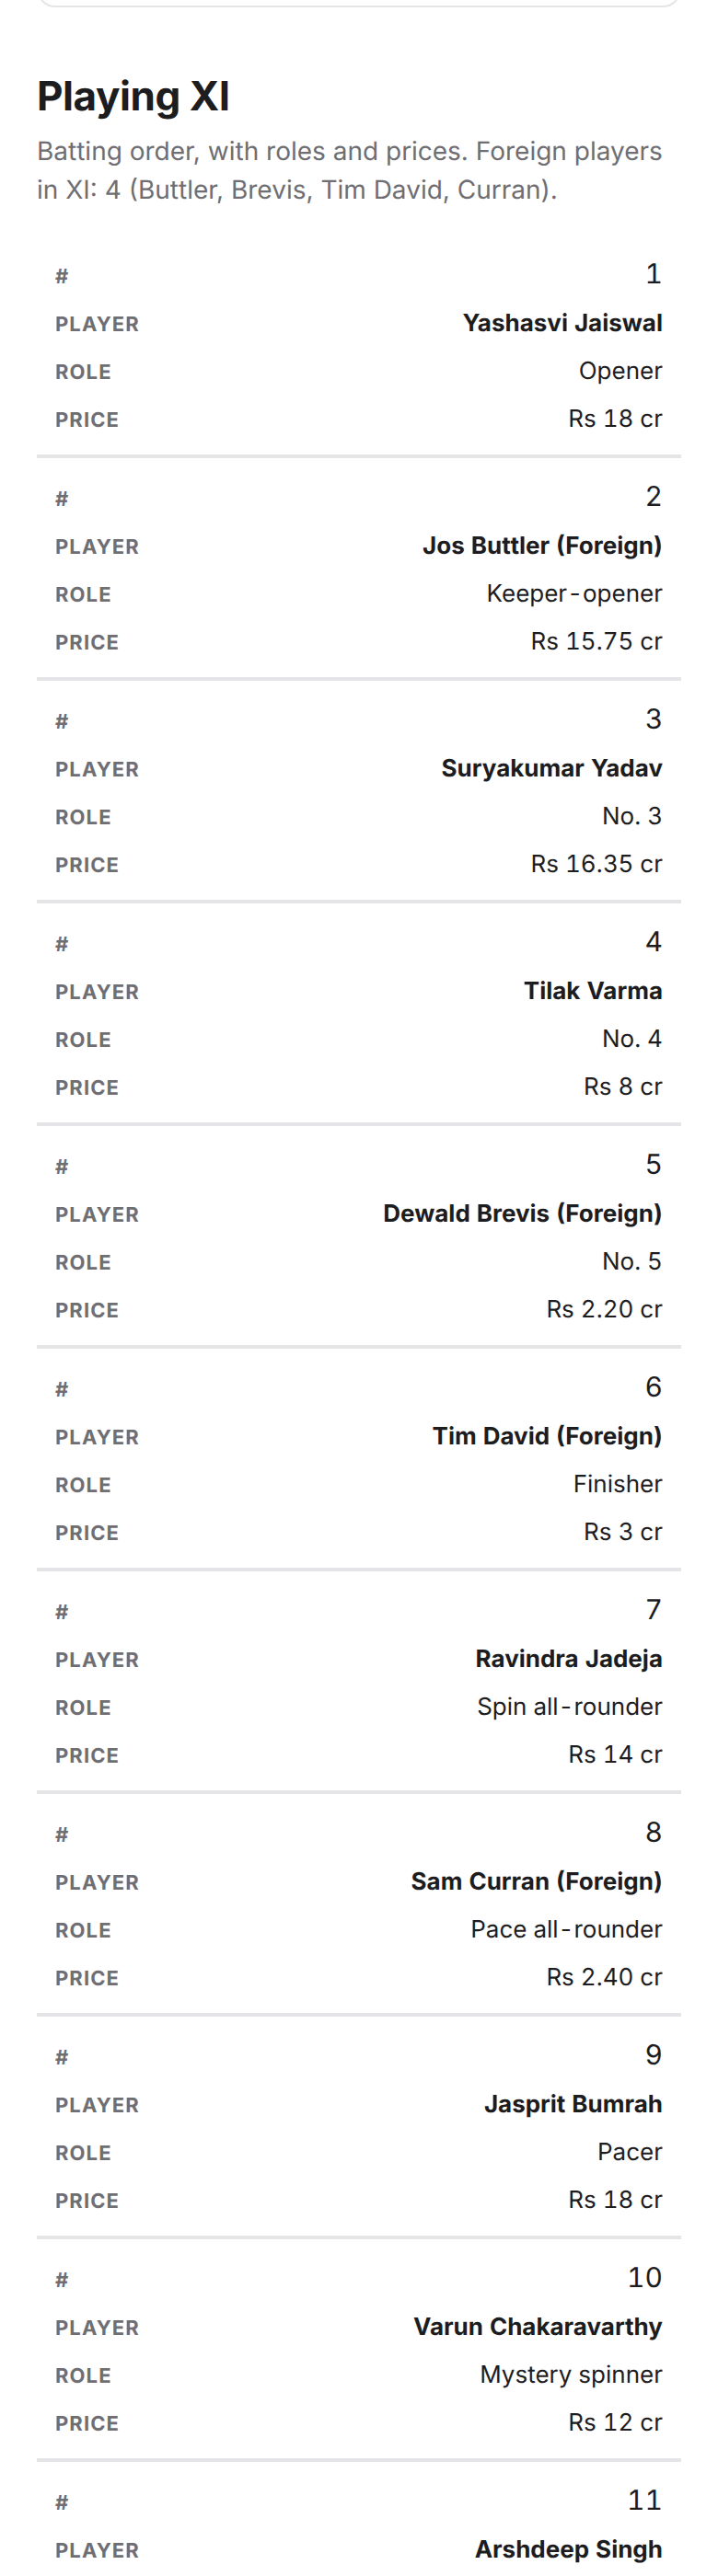 Playing XI
Batting order, with roles and prices. Foreign players
in XI: 4 (Buttler, Brevis, Tim David, Curran).
# 1
PLAYER Yashasvi Jaiswal
ROLE Opener
PRICE Rs 18 cr
# 2
PLAYER Jos Buttler (Foreign)
ROLE Keeper-opener
PRICE Rs 15.75 cr
# 3
PLAYER Suryakumar Yadav
ROLE No. 3
PRICE Rs 16.35 cr
# 4
PLAYER Tilak Varma
ROLE No. 4
PRICE Rs 8 cr
# 5
PLAYER Dewald Brevis (Foreign)
ROLE No. 5
PRICE Rs 2.20 cr
# 6
PLAYER Tim David (Foreign)
ROLE Finisher
PRICE Rs 3 cr
# 7
PLAYER Ravindra Jadeja
ROLE Spin all-rounder
PRICE Rs 14 cr
# 8
PLAYER Sam Curran (Foreign)
ROLE Pace all-rounder
PRICE Rs 2.40 cr
# 9
PLAYER Jasprit Bumrah
ROLE Pacer
PRICE Rs 18 cr
# 10
PLAYER Varun Chakaravarthy
ROLE Mystery spinner
PRICE Rs 12 cr
# 11
PLAYER Arshdeep Singh